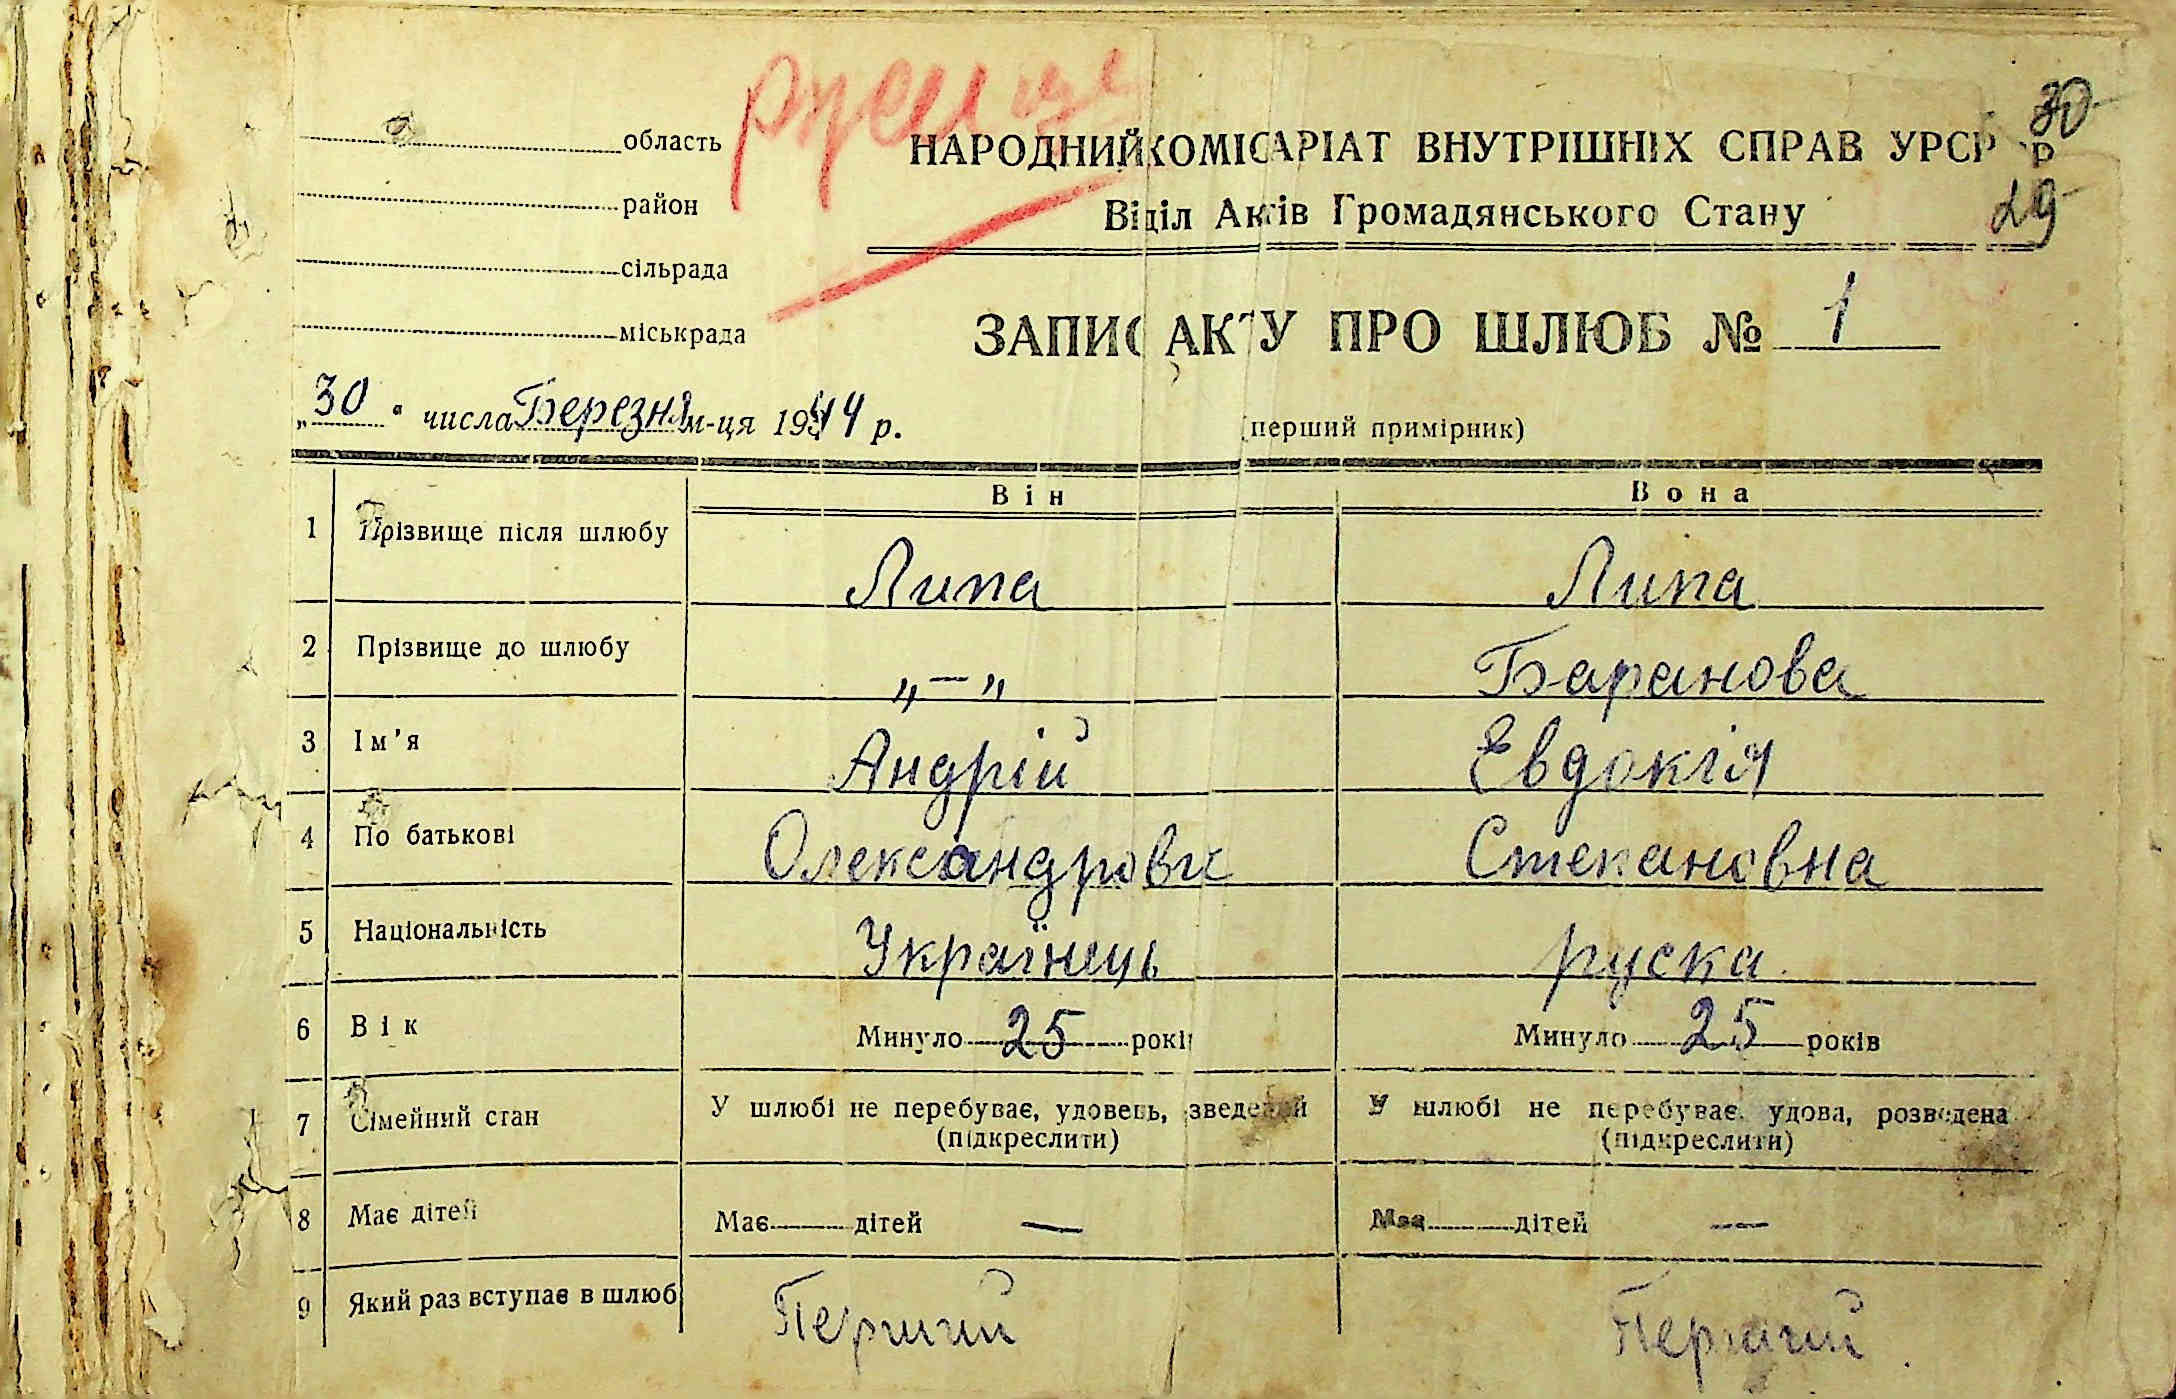 30
29
область
район
сільрада
міськрада
НАРОДНИЙ КОМІСАРІАТ ВНУТРІШНІХ СПРАВ УРСР
Відділ Актів Громадянського Стану
ЗАПИС АКТУ ПРО ШЛЮБ № 1
„30" числа Березня м-ця 1944 р.
(перший примірник)
Він Вона
1 Прізвище після шлюбу Липа Липа
2 Прізвище до шлюбу „—„ Баранова
3 Ім'я Андрій Евдокія
4 По батькові Олександрови Степановна
5 Національність Українець руска
6 Вік Минуло 25 років Минуло 25 років
7 Сімейний стан У шлюбі не перебуває, удовець, зведений У шлюбі не перебуває, удова, розведена
(підкреслити) (підкреслити)
8 Має дітей Має дітей — Має дітей —
9 Який раз вступає в шлюб Перший Перший